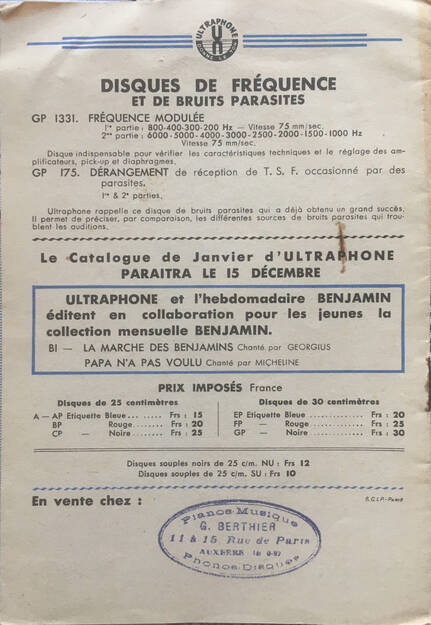 ULTRAPHONE
DISQUES DE FRÉQUENCE
ET DE BRUITS PARASITES
GP 1331. FRÉQUENCE MODULÉE
1re partie : 800-400-300-200 Hz — Vitesse 75 mm/sec.
2me partie : 6000-5000-4000-3000-2500-2000-1500-1000 Hz
Vitesse 75 mm/sec.
Disque indispensable pour vérifier les caractéristiques techniques et le réglage des am-
plificateurs, pick-up et diaphragmes.
GP 175. DÉRANGEMENT de réception de T. S. F. occasionné par des
parasites.
1re & 2e parties.
Ultraphone rappelle ce disque de bruits parasites qui a déjà obtenu un grand succès.
Il permet de préciser, par comparaison, les différentes sources de bruits parasites qui trou-
blent les auditions.
Le Catalogue de Janvier d'ULTRAPHONE
PARAITRA LE 15 DÉCEMBRE
ULTRAPHONE et l'hebdomadaire BENJAMIN
éditent en collaboration pour les jeunes la
collection mensuelle BENJAMIN.
BI — LA MARCHE DES BENJAMINS Chanté par GEORGIUS
PAPA N'A PAS VOULU Chanté par MICHELINE
PRIX IMPOSÉS France
Disques de 25 centimètres
A — AP Etiquette Bleue ....... Frs : 15
BP Rouge ....... Frs : 20
CP — Noire ....... Frs : 25
Disques de 30 centimètres
EP Etiquette Bleue ............ Frs : 20
FP — Rouge ............ Frs : 25
GP — Noire ............ Frs : 30
Disques souples noirs de 25 c/m. NU : Frs 12
Disques souples de 25 c/m. SU : Frs 10
En vente chez :
Pianos-Musique
G. BERTHIER
11 & 15, Rue de Paris
AUXERRE
Phonos-Disques